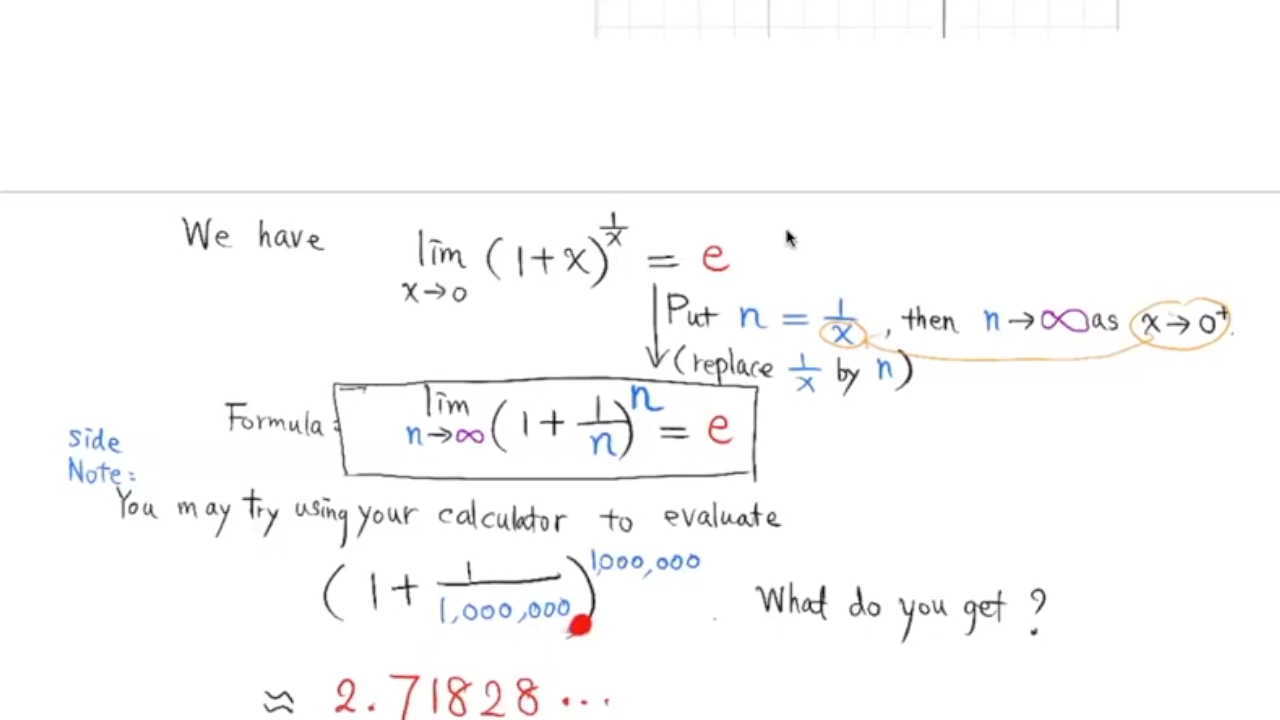 We have lim x→0 (1+x)^(1/x) = e
Put n = 1/x, then n→∞ as x→0⁺.
(replace 1/x by n)
Formula: lim n→∞ (1+1/n)^n = e
side
Note:
You may try using your calculator to evaluate
(1+1/1,000,000)^1,000,000 . What do you get?
≈ 2.71828...